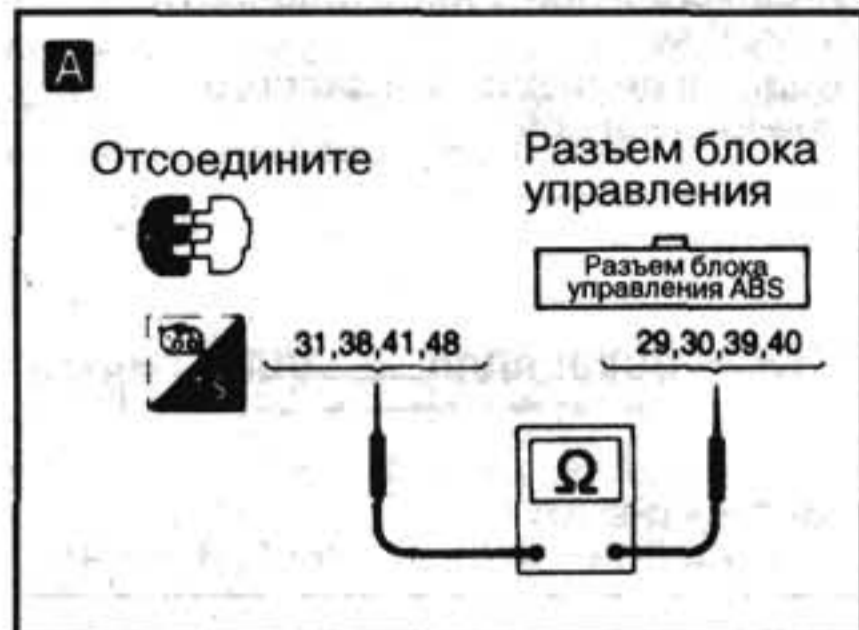 A
Отсоедините
Разъем блока
управления
Разъем блока
управления ABS
31,38,41,48
29,30,39,40
Ω